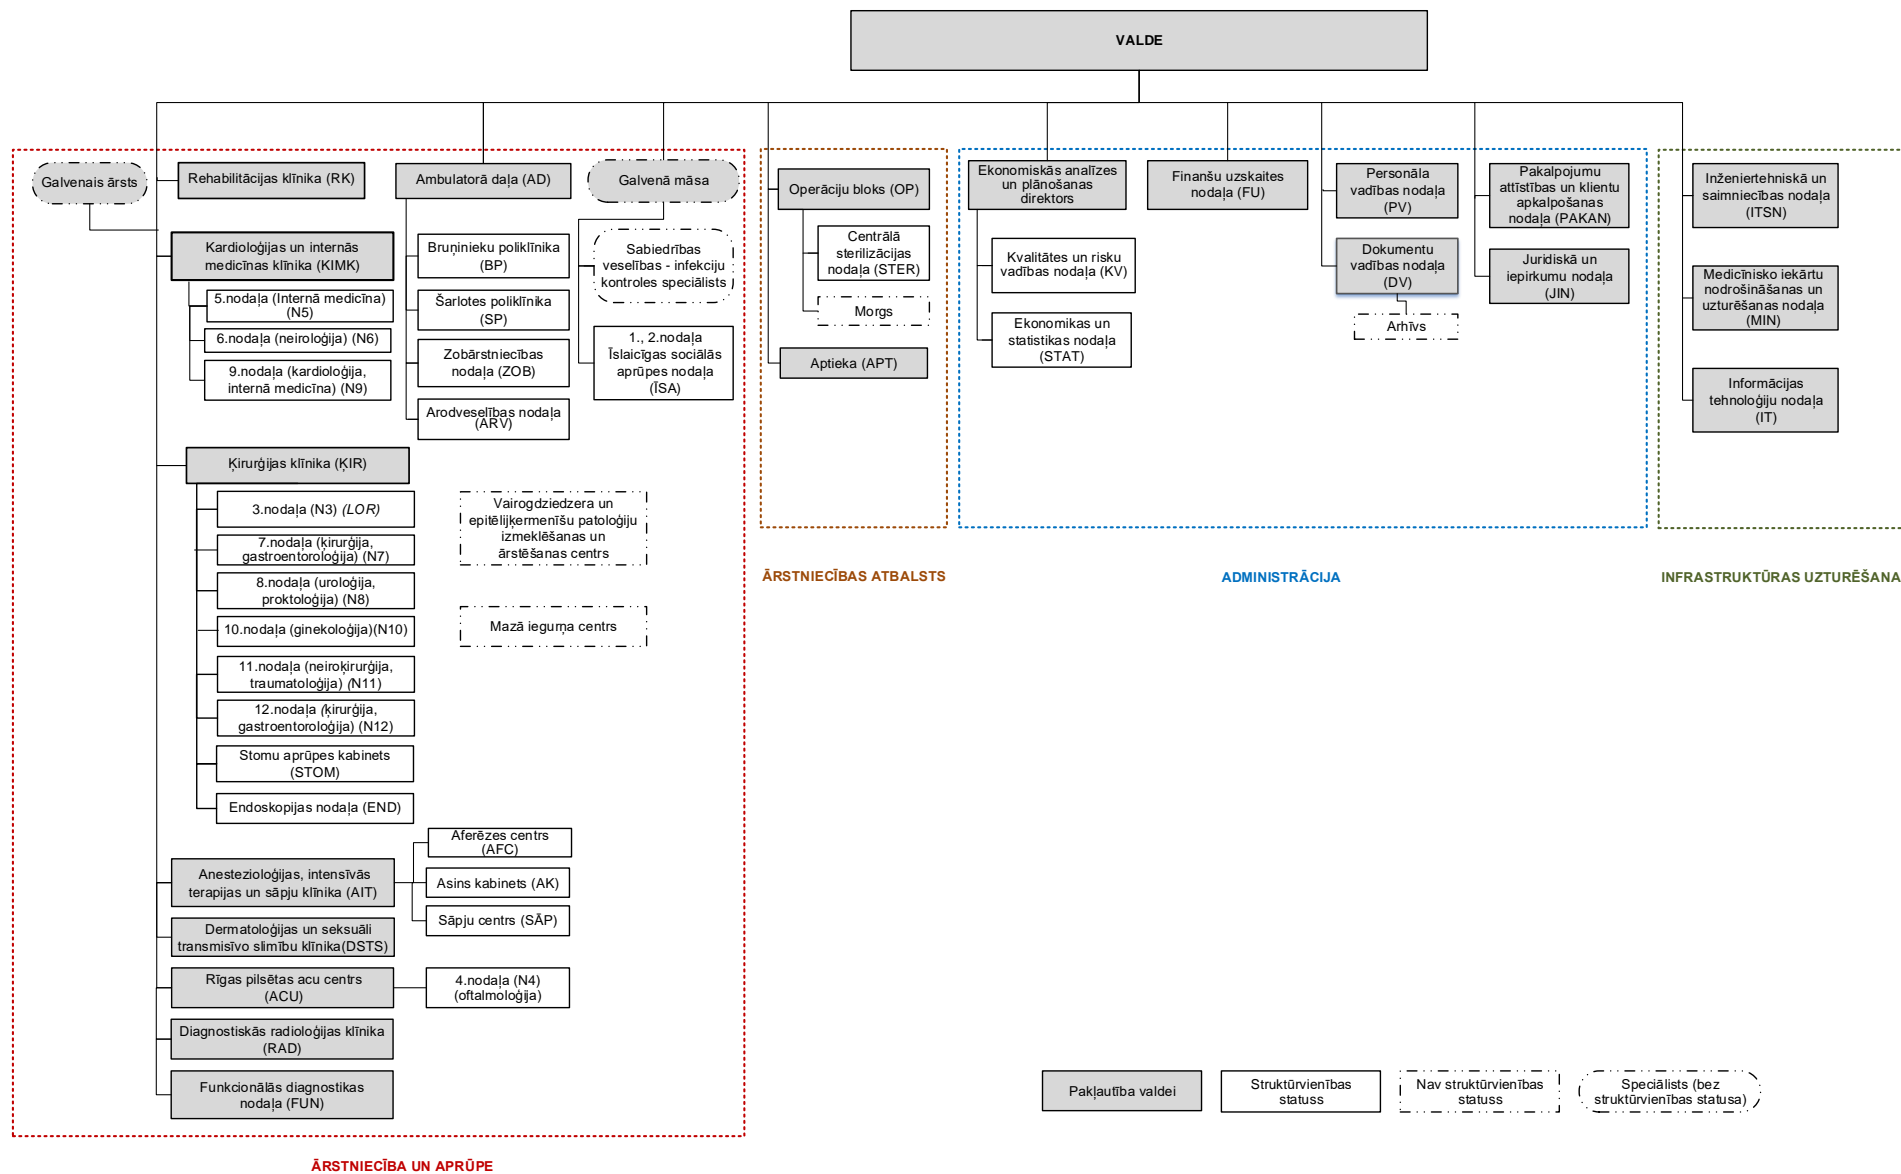 VALDE
Galvenais ārsts
Rehabilitācijas klīnika (RK)
Kardioloģijas un internās
medicīnas klīnika (KIMK)
5.nodaļa (Internā medicīna)
(N5)
6.nodaļa (neiroloģija) (N6)
9.nodaļa (kardioloģija,
internā medicīna) (N9)
Ambulatorā daļa (AD)
Bruņinieku poliklīnika
(BP)
Šarlotes poliklīnika
(SP)
Zobārstniecības
nodaļa (ZOB)
Arodveselības nodaļa
(ARV)
Galvenā māsa
Sabiedrības
veselības - infekciju
kontroles speciālists
1., 2.nodaļa
Īslaicīgas sociālās
aprūpes nodaļa
(ĪSA)
Ķirurģijas klīnika (ĶIR)
3.nodaļa (N3) (LOR)
7.nodaļa (ķirurģija,
gastroentoroloģija) (N7)
8.nodaļa (uroloģija,
proktoloģija) (N8)
10.nodaļa (ginekoloģija)(N10)
11.nodaļa (neiroķirurģija,
traumatoloģija) (N11)
12.nodaļa (ķirurģija,
gastroentoroloģija) (N12)
Stomu aprūpes kabinets
(STOM)
Endoskopijas nodaļa (END)
Vairogdziedzera un
epitēlijķermenīšu patoloģiju
izmeklēšanas un
ārstēšanas centrs
Mazā iegurņa centrs
Anestezioloģijas, intensīvās
terapijas un sāpju klīnika (AIT)
Aferēzes centrs
(AFC)
Asins kabinets (AK)
Sāpju centrs (SĀP)
Dermatoloģijas un seksuāli
transmisīvo slimību klīnika(DSTS)
Rīgas pilsētas acu centrs
(ACU)
4.nodaļa (N4)
(oftalmoloģija)
Diagnostiskās radioloģijas klīnika
(RAD)
Funkcionālās diagnostikas
nodaļa (FUN)
ĀRSTNIECĪBA UN APRŪPE
Operāciju bloks (OP)
Centrālā
sterilizācijas
nodaļa (STER)
Morgs
Aptieka (APT)
ĀRSTNIECĪBAS ATBALSTS
Ekonomiskās analīzes
un plānošanas
direktors
Kvalitātes un risku
vadības nodaļa (KV)
Ekonomikas un
statistikas nodaļa
(STAT)
Finanšu uzskaites
nodaļa (FU)
Personāla
vadības nodaļa
(PV)
Dokumentu
vadības nodaļa
(DV)
Arhīvs
Pakalpojumu
attīstības un klientu
apkalpošanas
nodaļa (PAKAN)
Juridiskā un
iepirkumu nodaļa
(JIN)
ADMINISTRĀCIJA
Inženiertehniskā un
saimniecības nodaļa
(ITSN)
Medicīnisko iekārtu
nodrošināšanas un
uzturēšanas nodaļa
(MIN)
Informācijas
tehnoloģiju nodaļa
(IT)
INFRASTRUKTŪRAS UZTURĒŠANA
Pakļautība valdei
Struktūrvienības
statuss
Nav struktūrvienības
statuss
Speciālists (bez
struktūrvienības statusa)